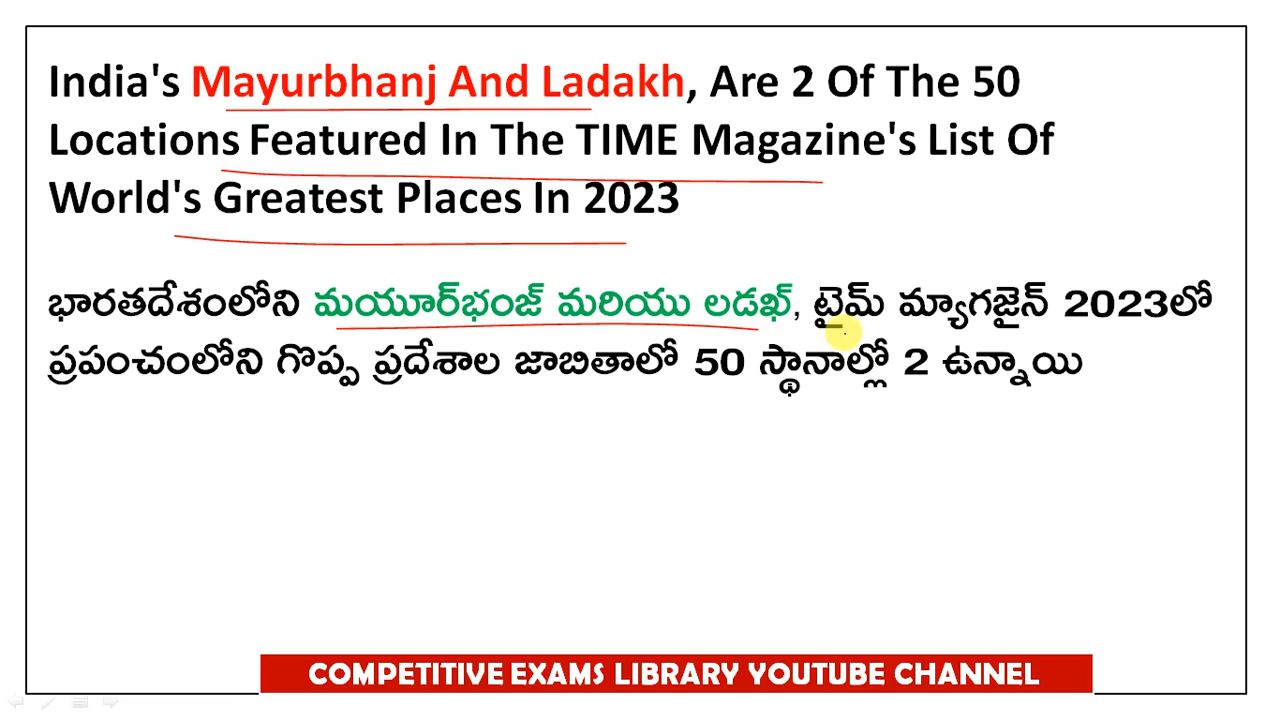 India's Mayurbhanj And Ladakh, Are 2 Of The 50
Locations Featured In The TIME Magazine's List Of
World's Greatest Places In 2023
భారతదేశంలోని మయూర్‌భంజ్ మరియు లడఖ్, టైమ్ మ్యాగజైన్ 2023లో
ప్రపంచంలోని గొప్ప ప్రదేశాల జాబితాలో 50 స్థానాల్లో 2 ఉన్నాయి
COMPETITIVE EXAMS LIBRARY YOUTUBE CHANNEL